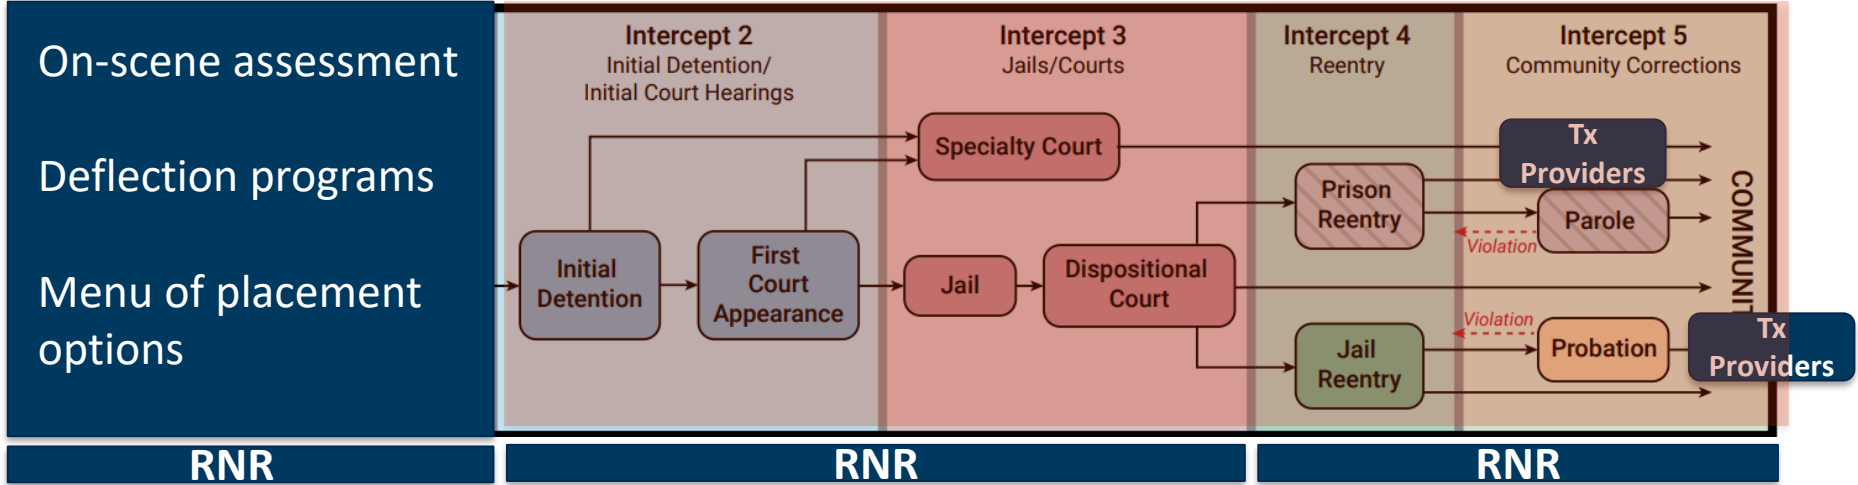 On-scene assessment
Deflection programs
Menu of placement
options
Intercept 2
Initial Detention/
Initial Court Hearings
Intercept 3
Jails/Courts
Intercept 4
Reentry
Intercept 5
Community Corrections
Specialty Court
Tx
Providers
Prison
Reentry
Parole
Violation
Initial
Detention
First
Court
Appearance
Jail
Dispositional
Court
Violation
Jail
Reentry
Probation
Tx
Providers
COMMUNIT
RNR
RNR
RNR